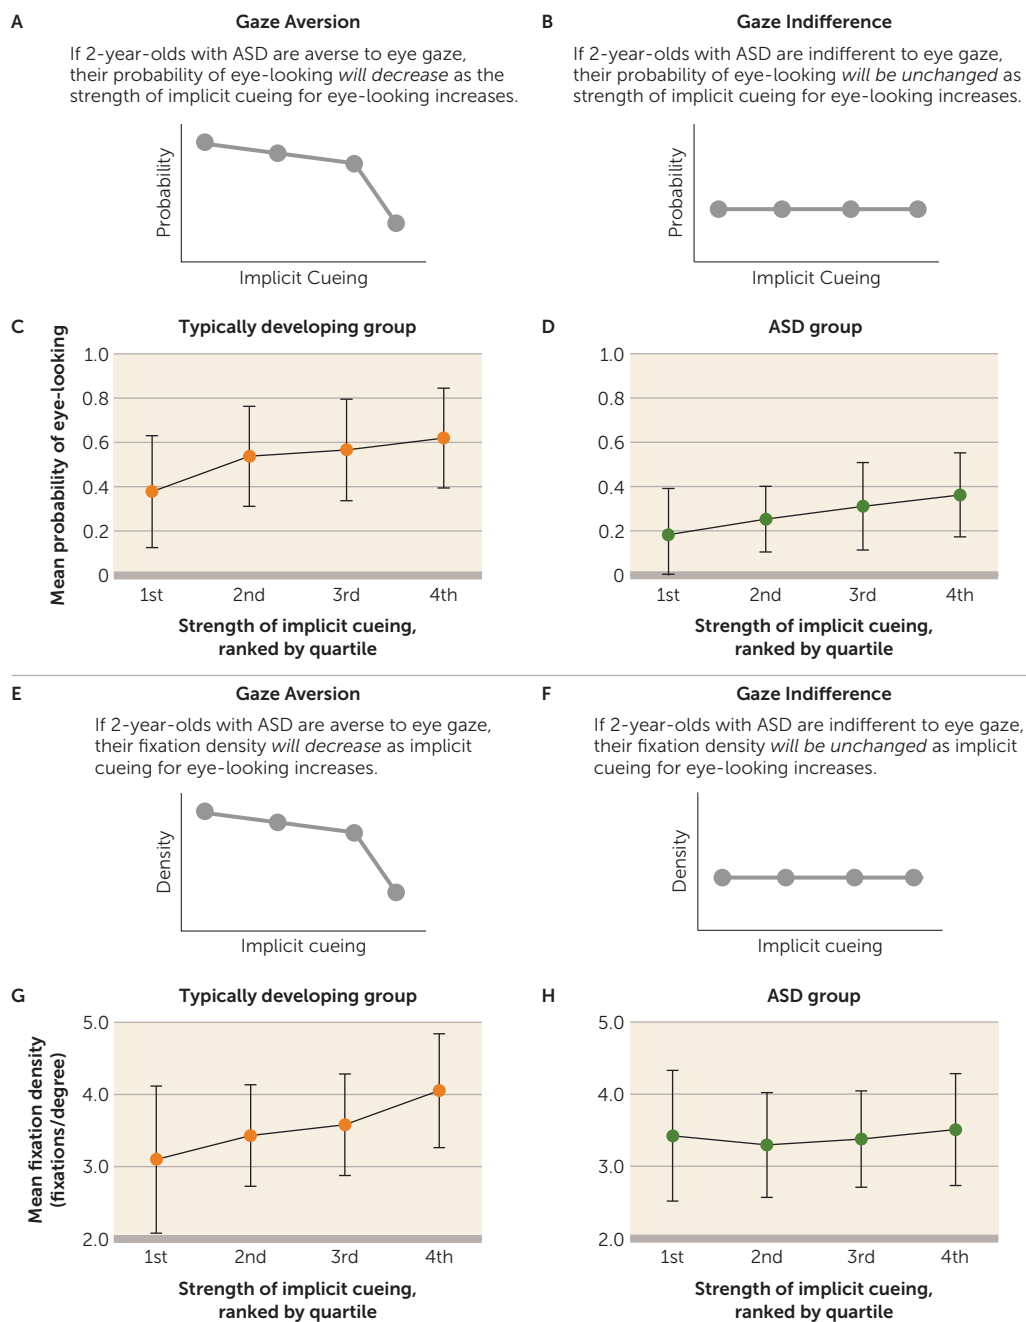 A
Gaze Aversion
If 2-year-olds with ASD are averse to eye gaze,
their probability of eye-looking will decrease as the
strength of implicit cueing for eye-looking increases.
Probability
Implicit Cueing
B
Gaze Indifference
If 2-year-olds with ASD are indifferent to eye gaze,
their probability of eye-looking will be unchanged as
strength of implicit cueing for eye-looking increases.
Probability
Implicit Cueing
C
Typically developing group
Mean probability of eye-looking
1.0
0.8
0.6
0.4
0.2
0
1st 2nd 3rd 4th
Strength of implicit cueing,
ranked by quartile
D
ASD group
1.0
0.8
0.6
0.4
0.2
0
1st 2nd 3rd 4th
Strength of implicit cueing,
ranked by quartile
E
Gaze Aversion
If 2-year-olds with ASD are averse to eye gaze,
their fixation density will decrease as implicit
cueing for eye-looking increases.
Density
Implicit cueing
F
Gaze Indifference
If 2-year-olds with ASD are indifferent to eye gaze,
their fixation density will be unchanged as implicit
cueing for eye-looking increases.
Density
Implicit cueing
G
Typically developing group
Mean fixation density
(fixations/degree)
5.0
4.0
3.0
2.0
1st 2nd 3rd 4th
Strength of implicit cueing,
ranked by quartile
H
ASD group
5.0
4.0
3.0
2.0
1st 2nd 3rd 4th
Strength of implicit cueing,
ranked by quartile